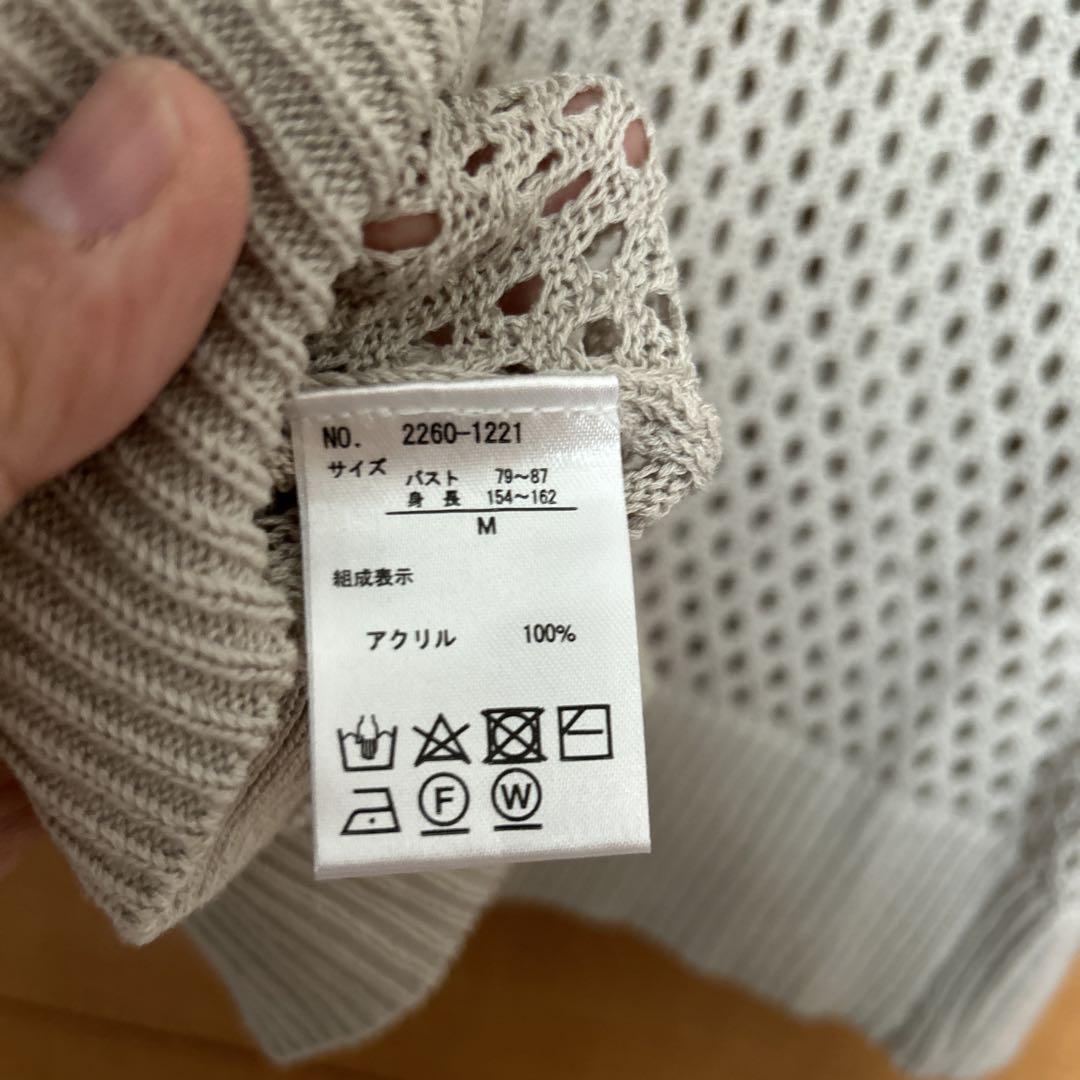 NO. 2260-1221
サイズ バスト 79〜87
身 長 154〜162
M
組成表示
アクリル 100%
F W